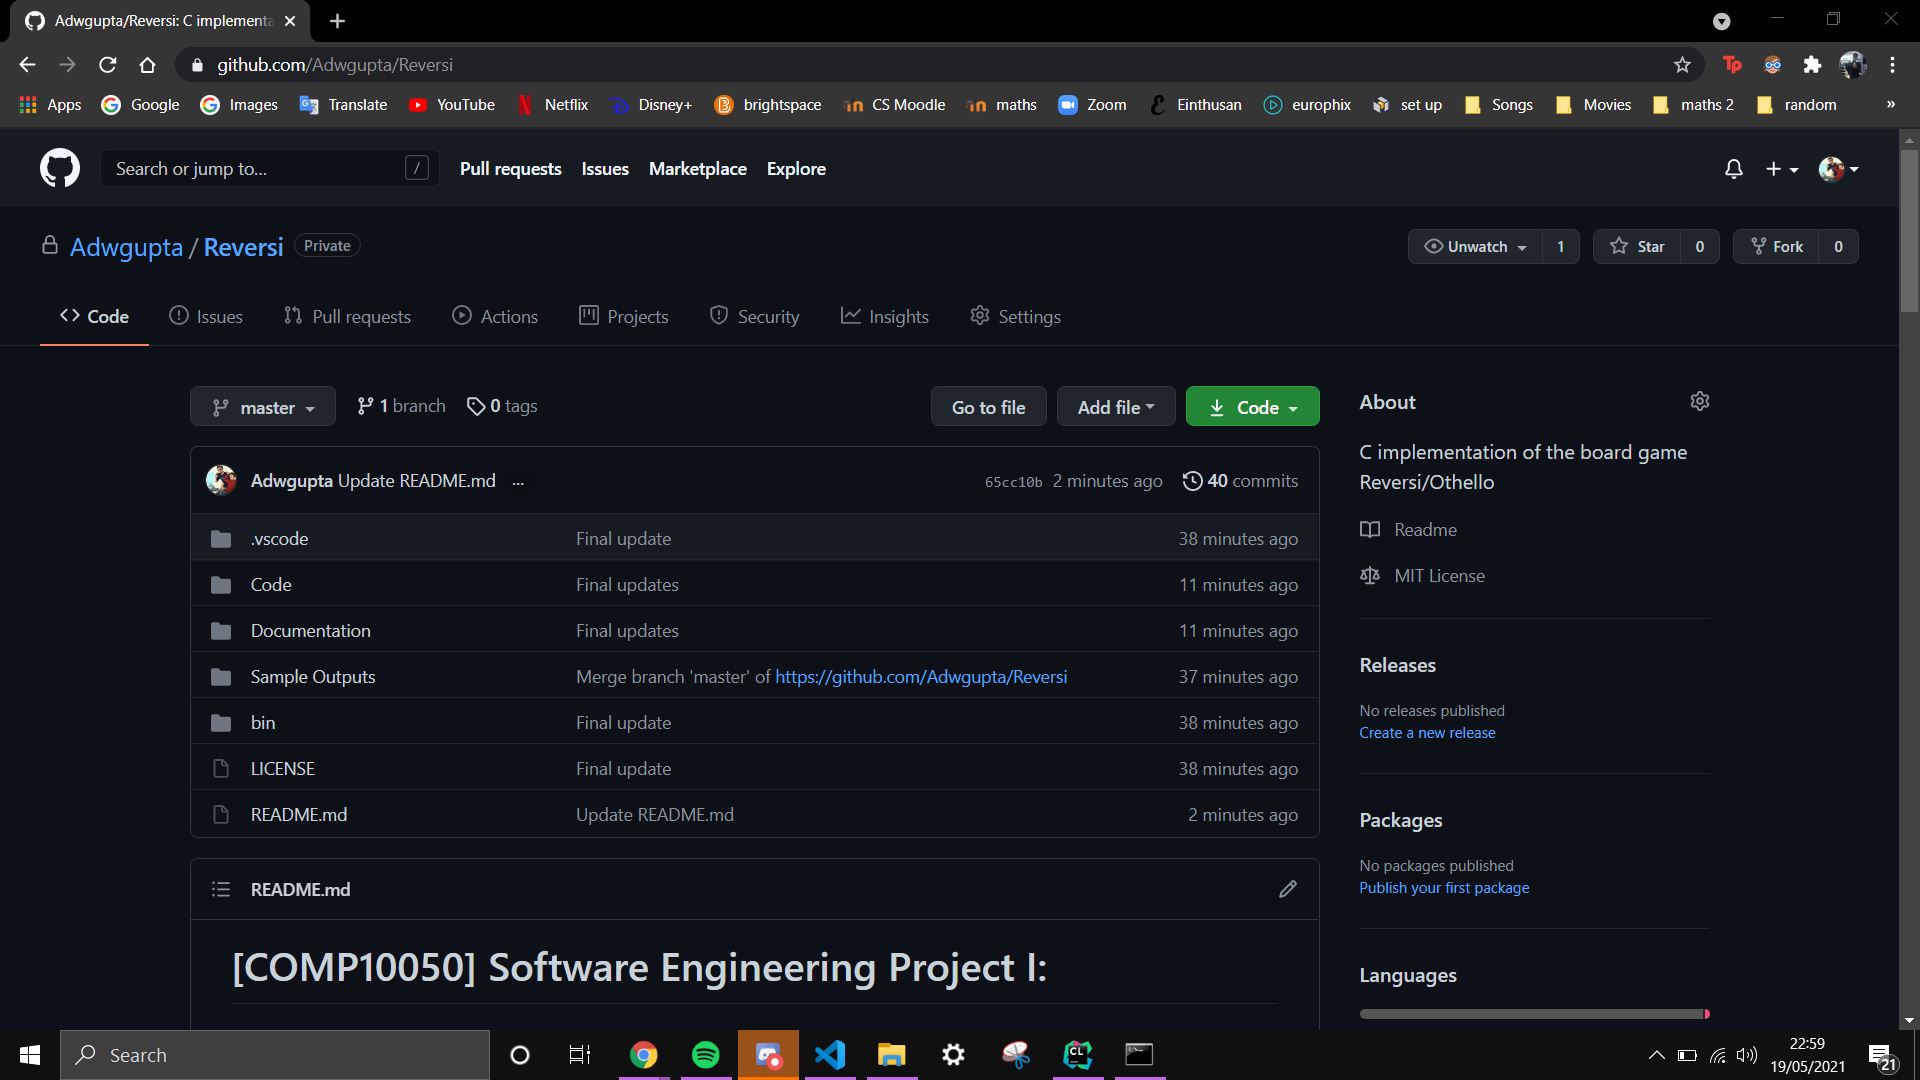 Adwgupta/Reversi: C implementa
github.com/Adwgupta/Reversi
Tp
Apps Google Images Translate YouTube Netflix Disney+ brightspace CS Moodle maths Zoom Einthusan europhix set up Songs Movies maths 2 random »
Search or jump to... / Pull requests Issues Marketplace Explore
Adwgupta / Reversi Private Unwatch 1 Star 0 Fork 0
Code Issues Pull requests Actions Projects Security Insights Settings
master 1 branch 0 tags Go to file Add file Code
Adwgupta Update README.md ... 65cc10b 2 minutes ago 40 commits
.vscode Final update 38 minutes ago
Code Final updates 11 minutes ago
Documentation Final updates 11 minutes ago
Sample Outputs Merge branch 'master' of https://github.com/Adwgupta/Reversi 37 minutes ago
bin Final update 38 minutes ago
LICENSE Final update 38 minutes ago
README.md Update README.md 2 minutes ago
README.md
[COMP10050] Software Engineering Project I:
About
C implementation of the board game
Reversi/Othello
Readme
MIT License
Releases
No releases published
Create a new release
Packages
No packages published
Publish your first package
Languages
Search
CL
22:59
19/05/2021
21